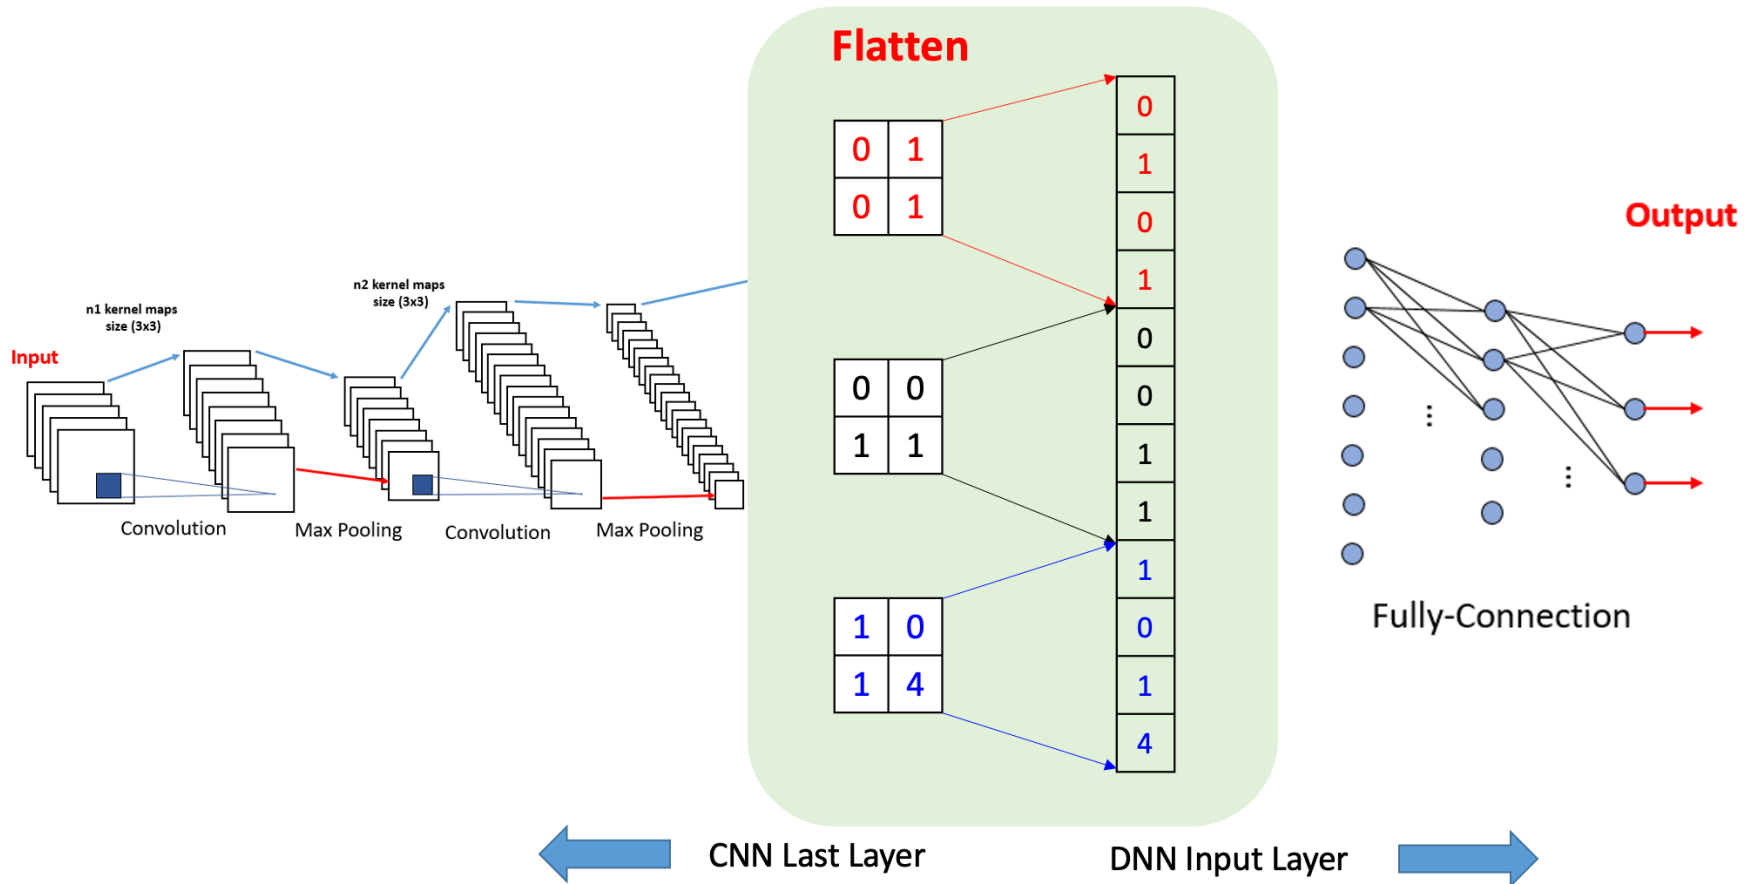 Flatten
0 1
0 1
0 0
1 1
1 0
1 4
0
1
0
1
0
0
1
1
1
0
1
4
Input
n1 kernel maps
size (3x3)
n2 kernel maps
size (3x3)
Convolution
Max Pooling
Convolution
Max Pooling
Output
...
...
Fully-Connection
CNN Last Layer
DNN Input Layer